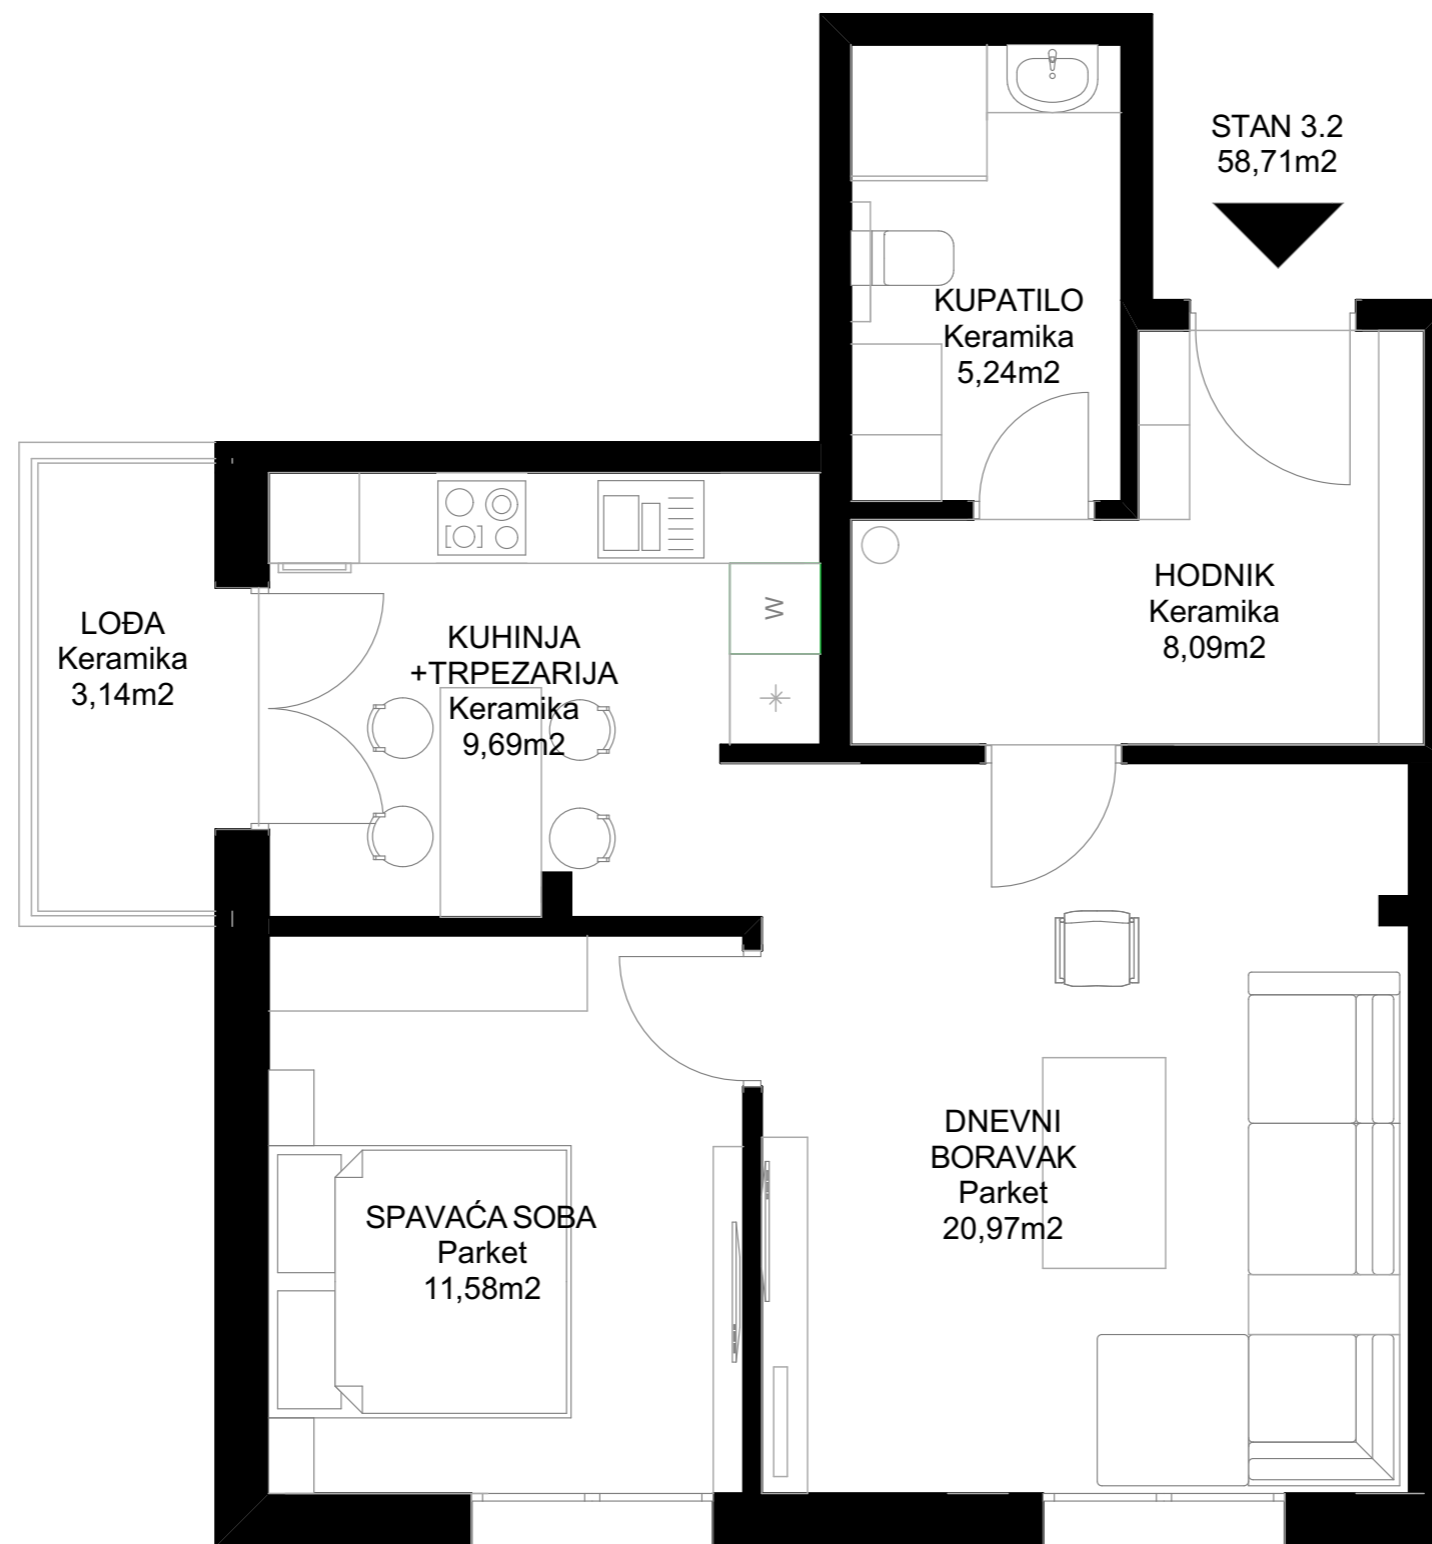 STAN 3.2
58,71m2
KUPATILO
Keramika
5,24m2
HODNIK
Keramika
8,09m2
LOĐA
Keramika
3,14m2
KUHINJA
+TRPEZARIJA
Keramika
9,69m2
W
DNEVNI
BORAVAK
Parket
20,97m2
SPAVAĆA SOBA
Parket
11,58m2